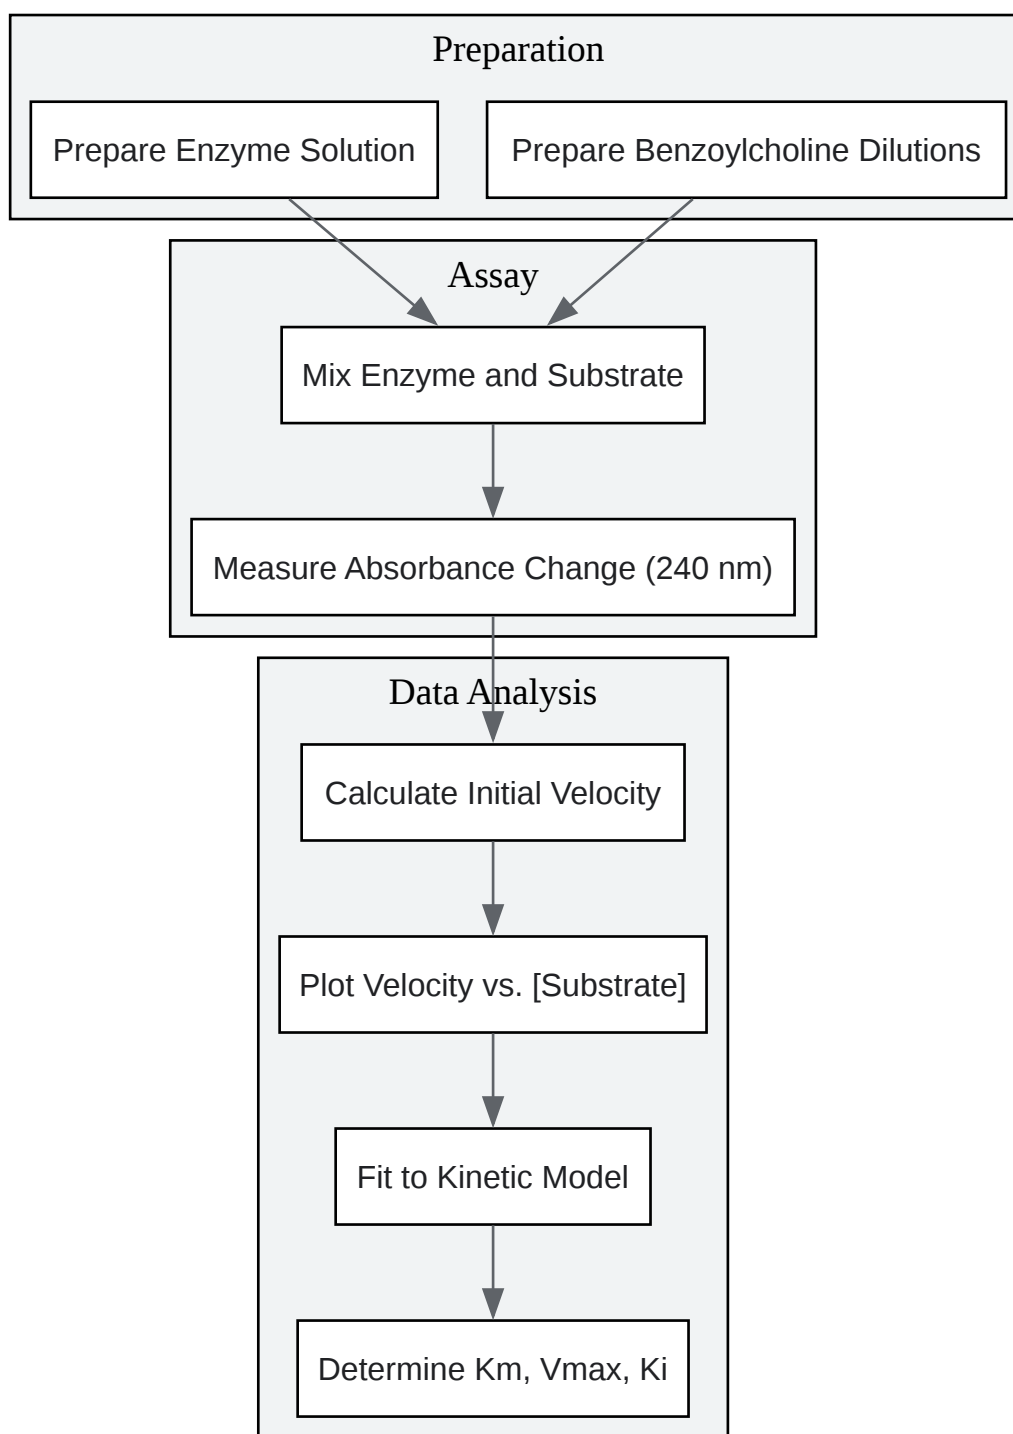 Preparation
Prepare Enzyme Solution
Prepare Benzoylcholine Dilutions
Assay
Mix Enzyme and Substrate
Measure Absorbance Change (240 nm)
Data Analysis
Calculate Initial Velocity
Plot Velocity vs. [Substrate]
Fit to Kinetic Model
Determine Km, Vmax, Ki